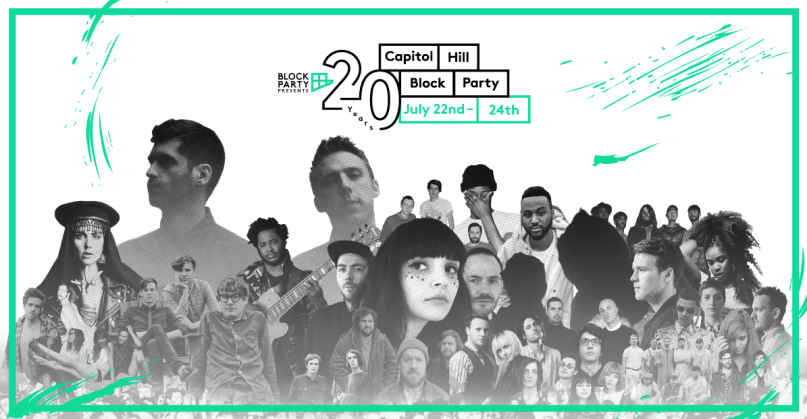 BLOCK
PARTY
PRESENTS
20
Years
Capitol Hill
Block Party
July 22nd – 24th